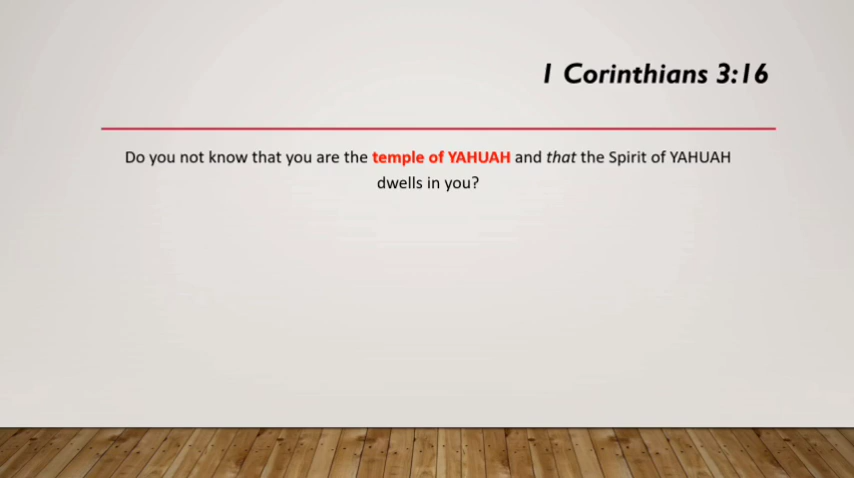 1 Corinthians 3:16
Do you not know that you are the temple of YAHUAH and that the Spirit of YAHUAH
dwells in you?